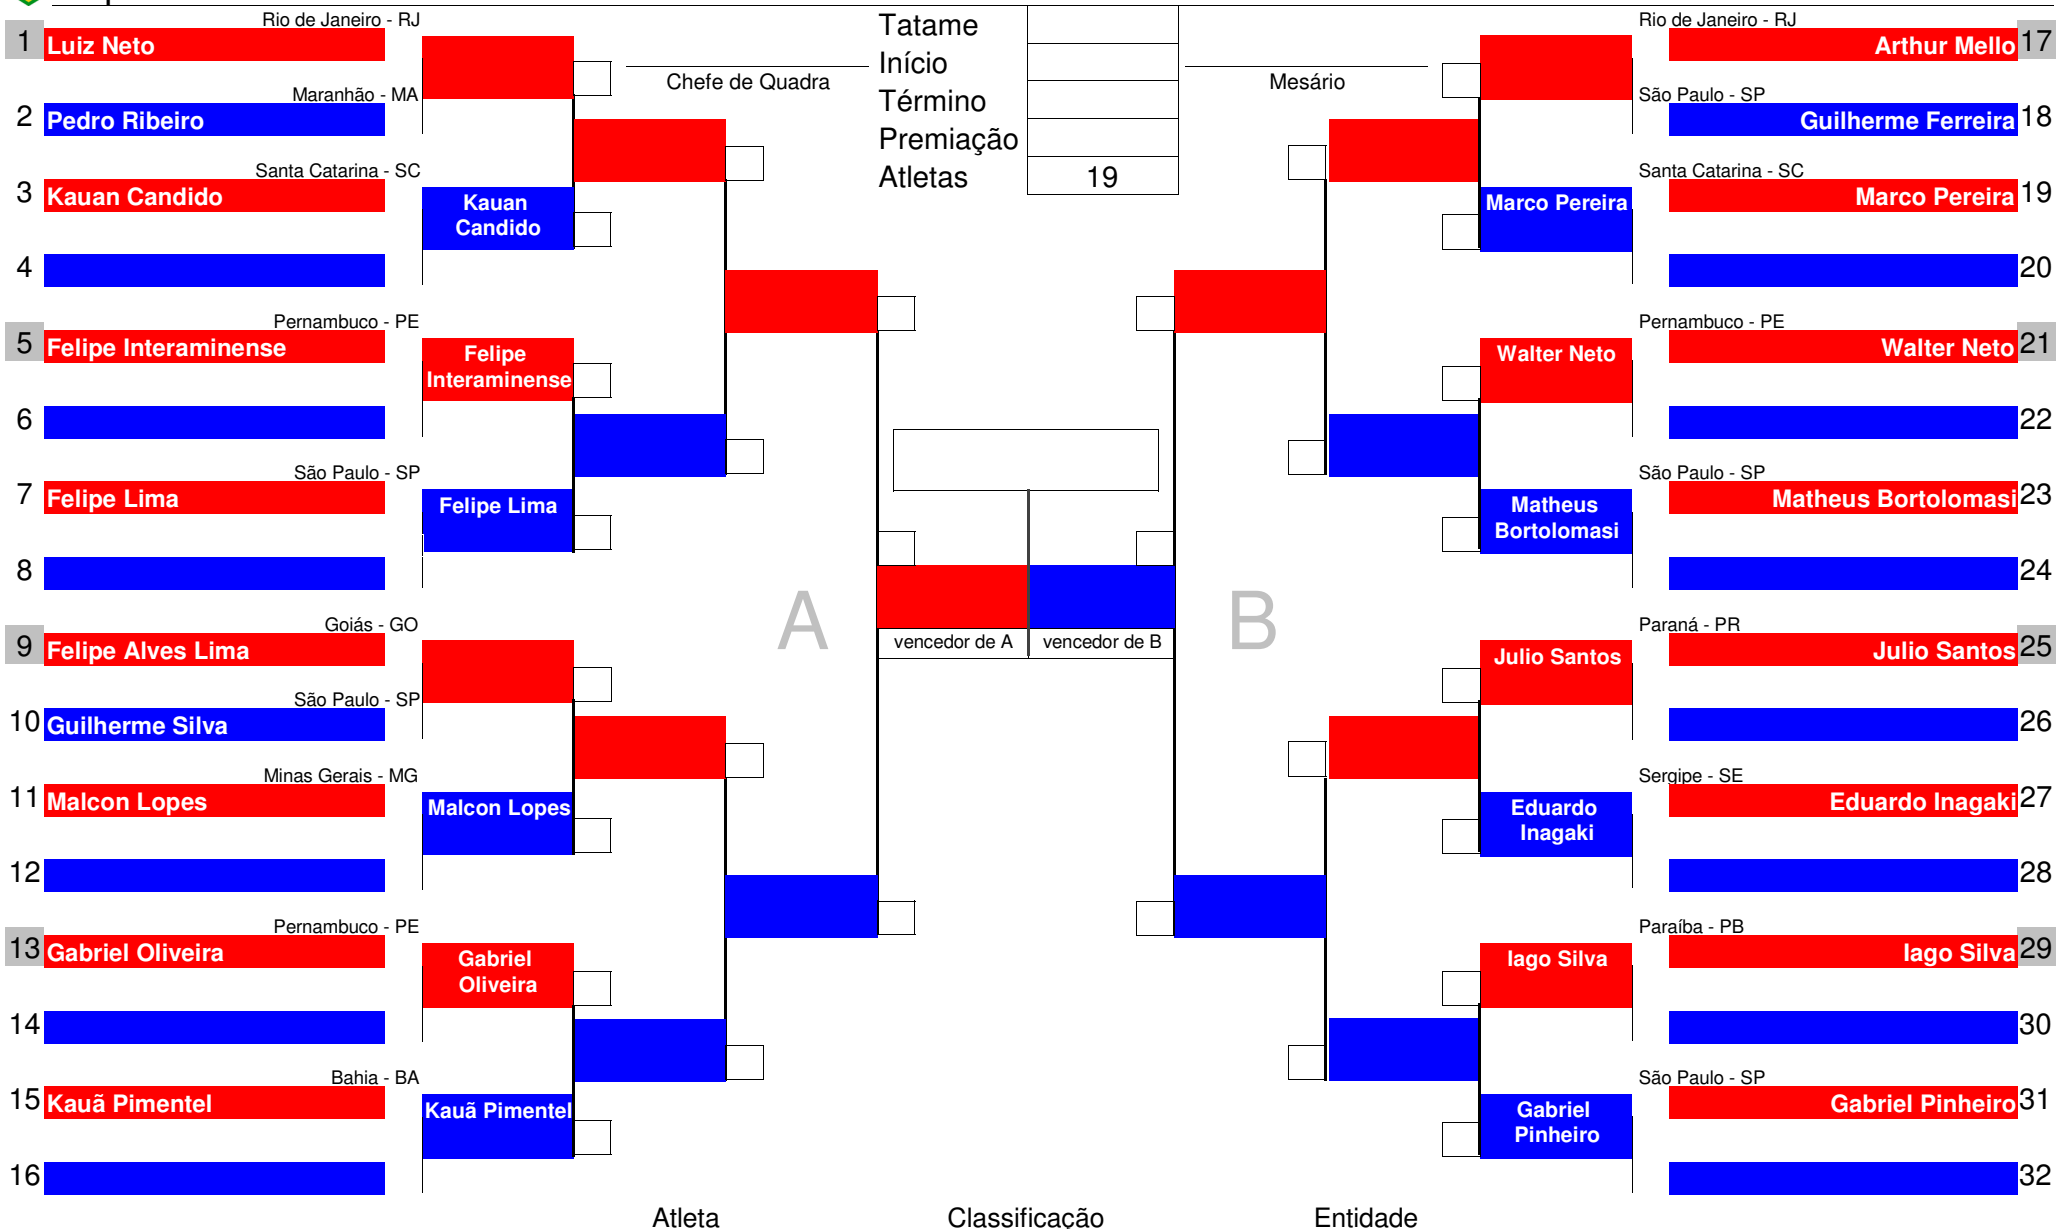 Rio de Janeiro - RJ
1 Luiz Neto
Maranhão - MA
2 Pedro Ribeiro
Santa Catarina - SC
3 Kauan Candido
4
Pernambuco - PE
5 Felipe Interaminense
6
São Paulo - SP
7 Felipe Lima
8
Goiás - GO
9 Felipe Alves Lima
São Paulo - SP
10 Guilherme Silva
Minas Gerais - MG
11 Malcon Lopes
12
Pernambuco - PE
13 Gabriel Oliveira
14
Bahia - BA
15 Kauã Pimentel
16
Kauan
Candido
Felipe
Interaminense
Felipe Lima
Malcon Lopes
Gabriel
Oliveira
Kauã Pimentel
Chefe de Quadra
Tatame
Início
Término
Premiação
Atletas 19
Mesário
A
vencedor de A
vencedor de B
B
Marco Pereira
Walter Neto
Matheus
Bortolomasi
Julio Santos
Eduardo
Inagaki
Iago Silva
Gabriel
Pinheiro
Rio de Janeiro - RJ
Arthur Mello 17
São Paulo - SP
Guilherme Ferreira 18
Santa Catarina - SC
Marco Pereira 19
20
Pernambuco - PE
Walter Neto 21
22
São Paulo - SP
Matheus Bortolomasi 23
24
Paraná - PR
Julio Santos 25
26
Sergipe - SE
Eduardo Inagaki 27
28
Paraíba - PB
Iago Silva 29
30
São Paulo - SP
Gabriel Pinheiro 31
32
Atleta Classificação Entidade